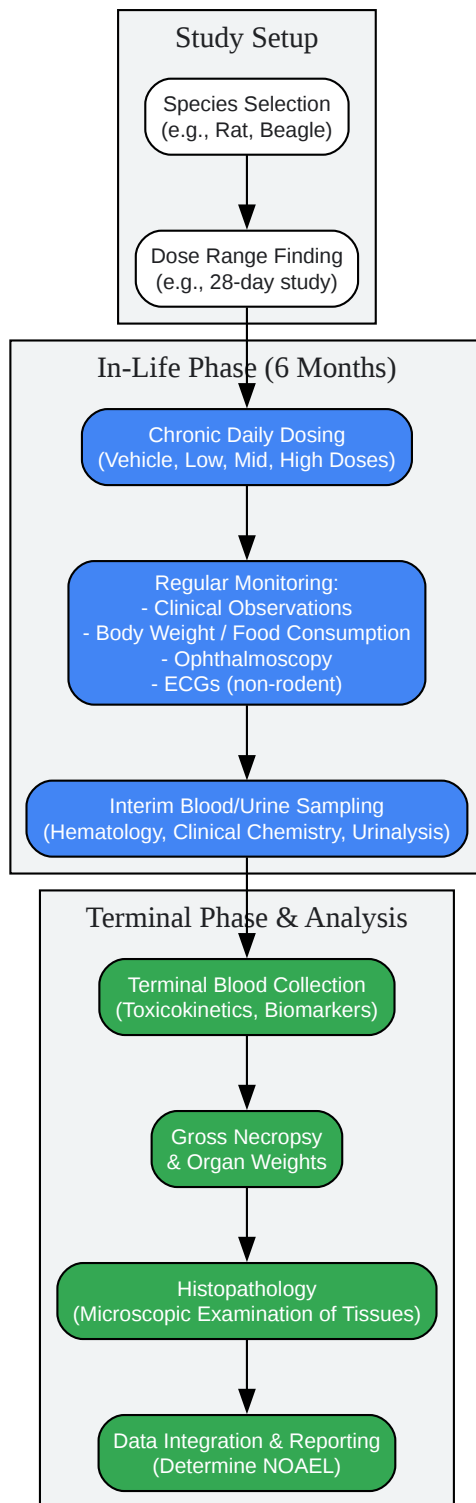 Study Setup
Species Selection
(e.g., Rat, Beagle)
Dose Range Finding
(e.g., 28-day study)
In-Life Phase (6 Months)
Chronic Daily Dosing
(Vehicle, Low, Mid, High Doses)
Regular Monitoring:
- Clinical Observations
- Body Weight / Food Consumption
- Ophthalmoscopy
- ECGs (non-rodent)
Interim Blood/Urine Sampling
(Hematology, Clinical Chemistry, Urinalysis)
Terminal Phase & Analysis
Terminal Blood Collection
(Toxicokinetics, Biomarkers)
Gross Necropsy
& Organ Weights
Histopathology
(Microscopic Examination of Tissues)
Data Integration & Reporting
(Determine NOAEL)